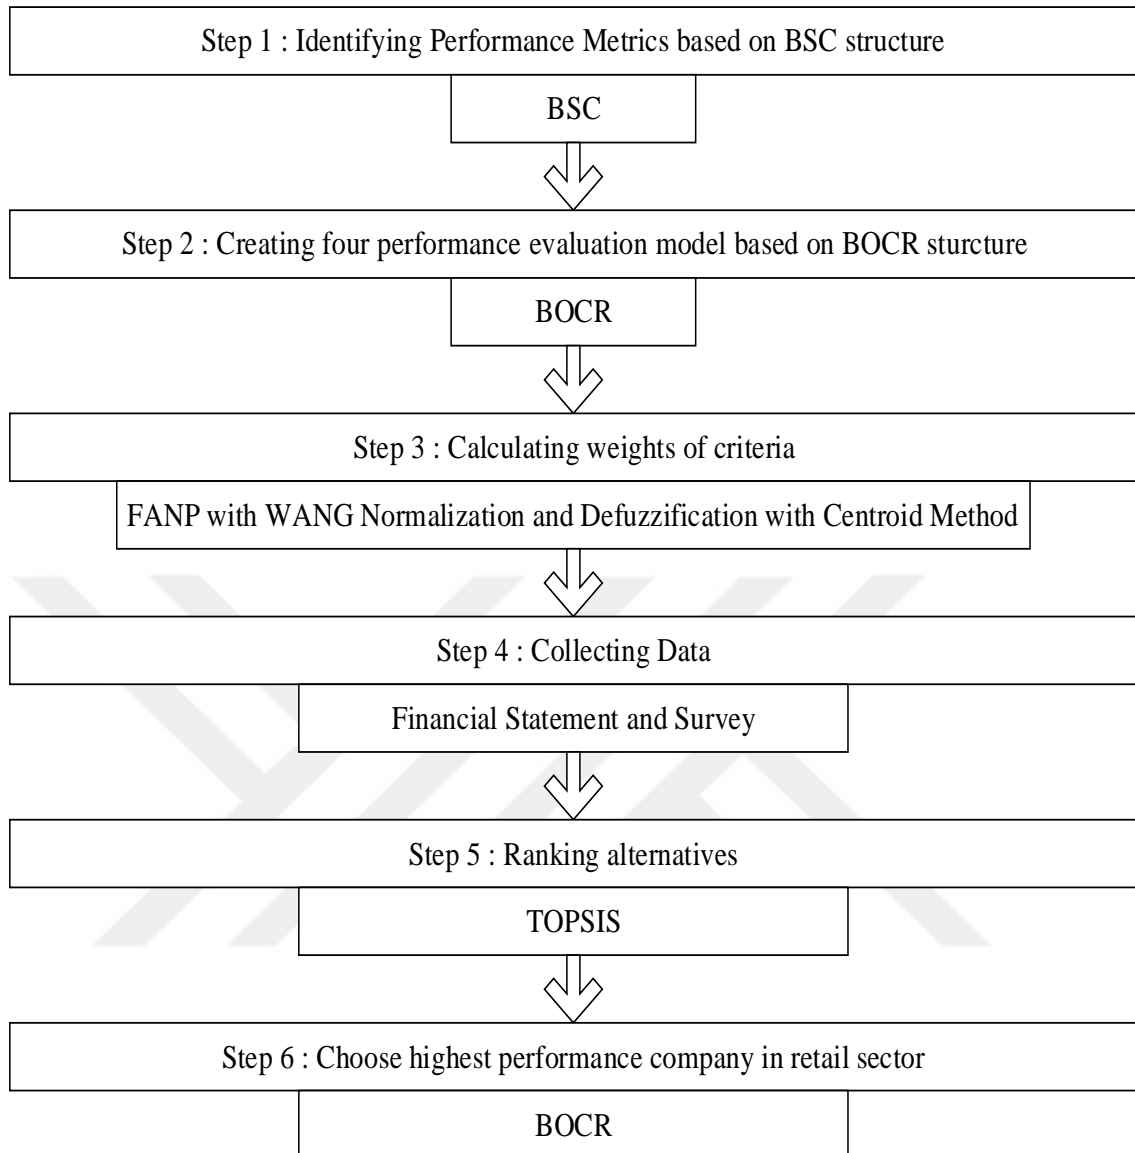 Step 1 : Identifying Performance Metrics based on BSC structure
BSC
Step 2 : Creating four performance evaluation model based on BOCR sturcture
BOCR
Step 3 : Calculating weights of criteria
FANP with WANG Normalization and Defuzzification with Centroid Method
Step 4 : Collecting Data
Financial Statement and Survey
Step 5 : Ranking alternatives
TOPSIS
Step 6 : Choose highest performance company in retail sector
BOCR